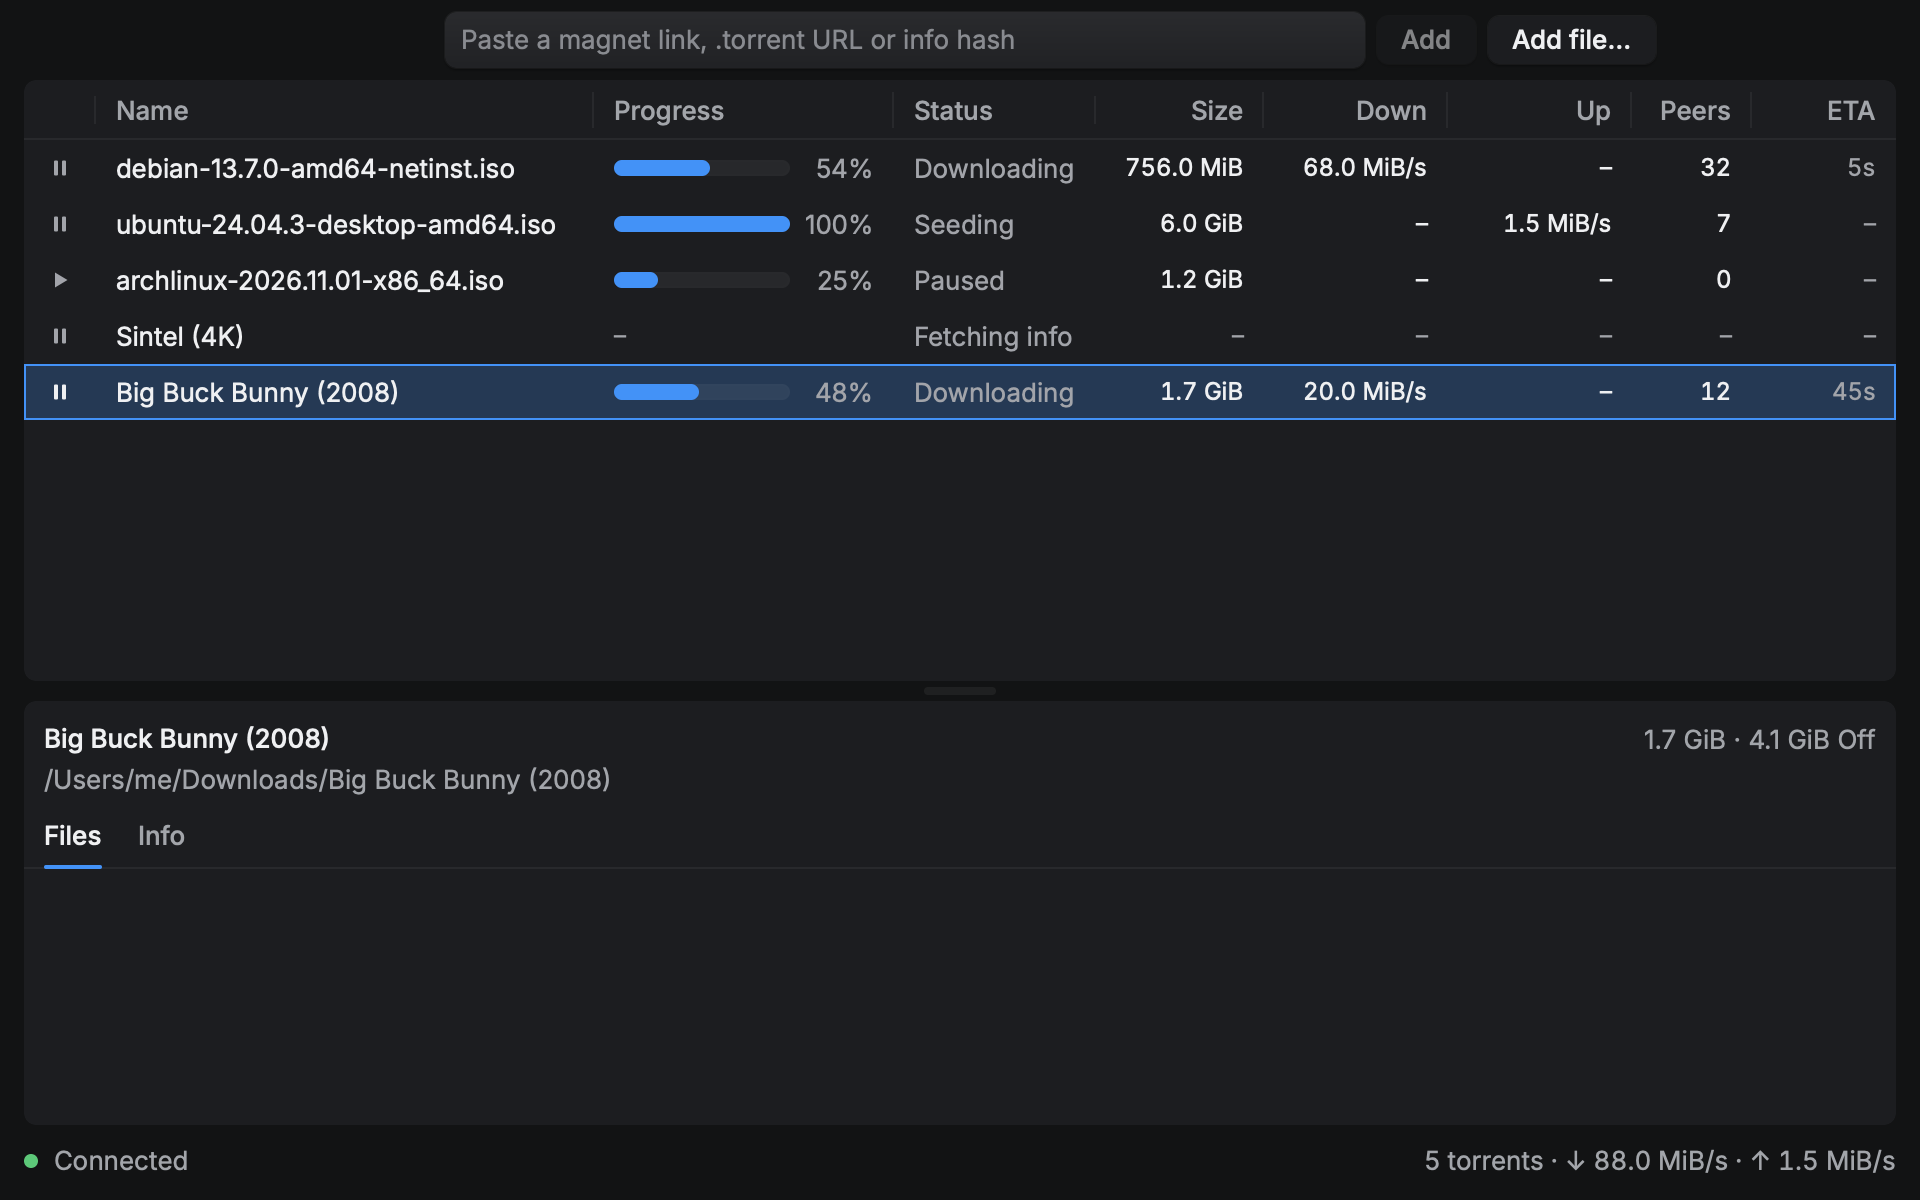 Paste a magnet link, .torrent URL or info hash Add Add file...
Name Progress Status Size Down Up Peers ETA
debian-13.7.0-amd64-netinst.iso 54% Downloading 756.0 MiB 68.0 MiB/s – 32 5s
ubuntu-24.04.3-desktop-amd64.iso 100% Seeding 6.0 GiB – 1.5 MiB/s 7 –
archlinux-2026.11.01-x86_64.iso 25% Paused 1.2 GiB – – 0 –
Sintel (4K) – Fetching info – – – – –
Big Buck Bunny (2008) 48% Downloading 1.7 GiB 20.0 MiB/s – 12 45s
Big Buck Bunny (2008) 1.7 GiB · 4.1 GiB Off
/Users/me/Downloads/Big Buck Bunny (2008)
Files Info
Connected 5 torrents · ↓ 88.0 MiB/s · ↑ 1.5 MiB/s